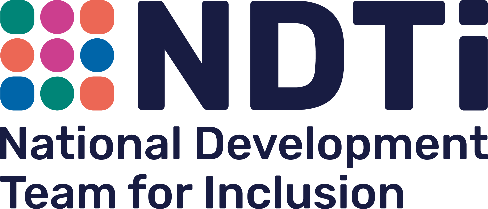 NDTi
National Development
Team for Inclusion